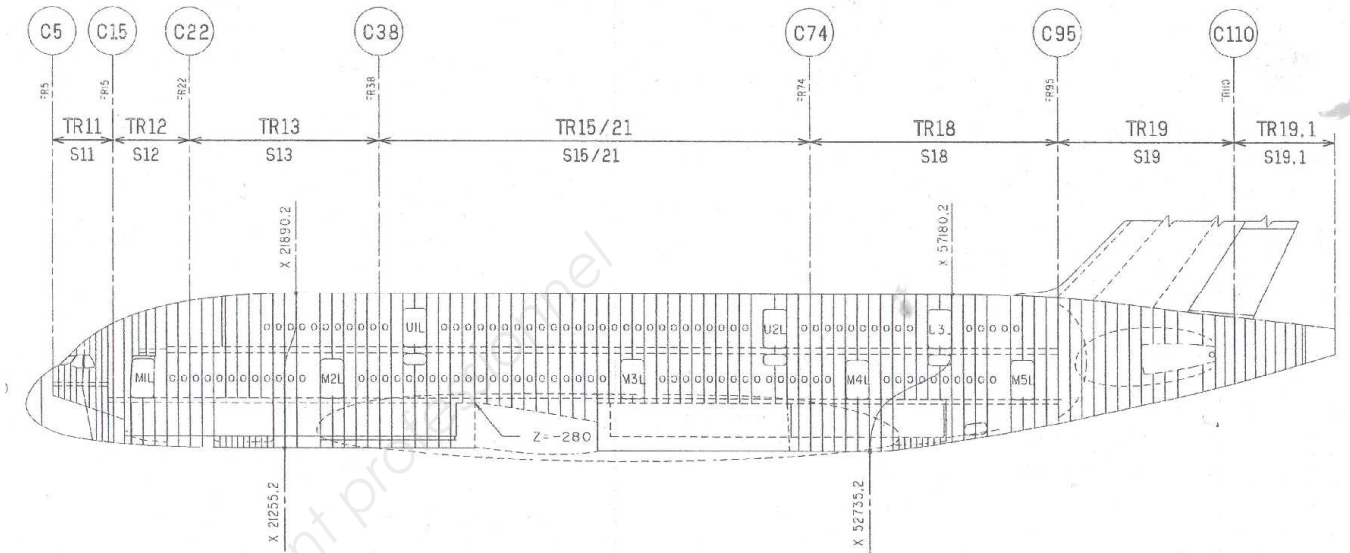 C5 C15 C22 C38 C74 C95 C110
FR5 FR15 FR22 FR38 FR74 FR95 FR110
TR11 TR12 TR13 TR15/21 TR18 TR19 TR19.1
S11 S12 S13 S15/21 S18 S19 S19.1
X 21890,2
X 57180,2
U1L U2L L3
M1L M2L M3L M4L M5L
Z=-280
X 21255,2
X 52735,2
nt professionnel